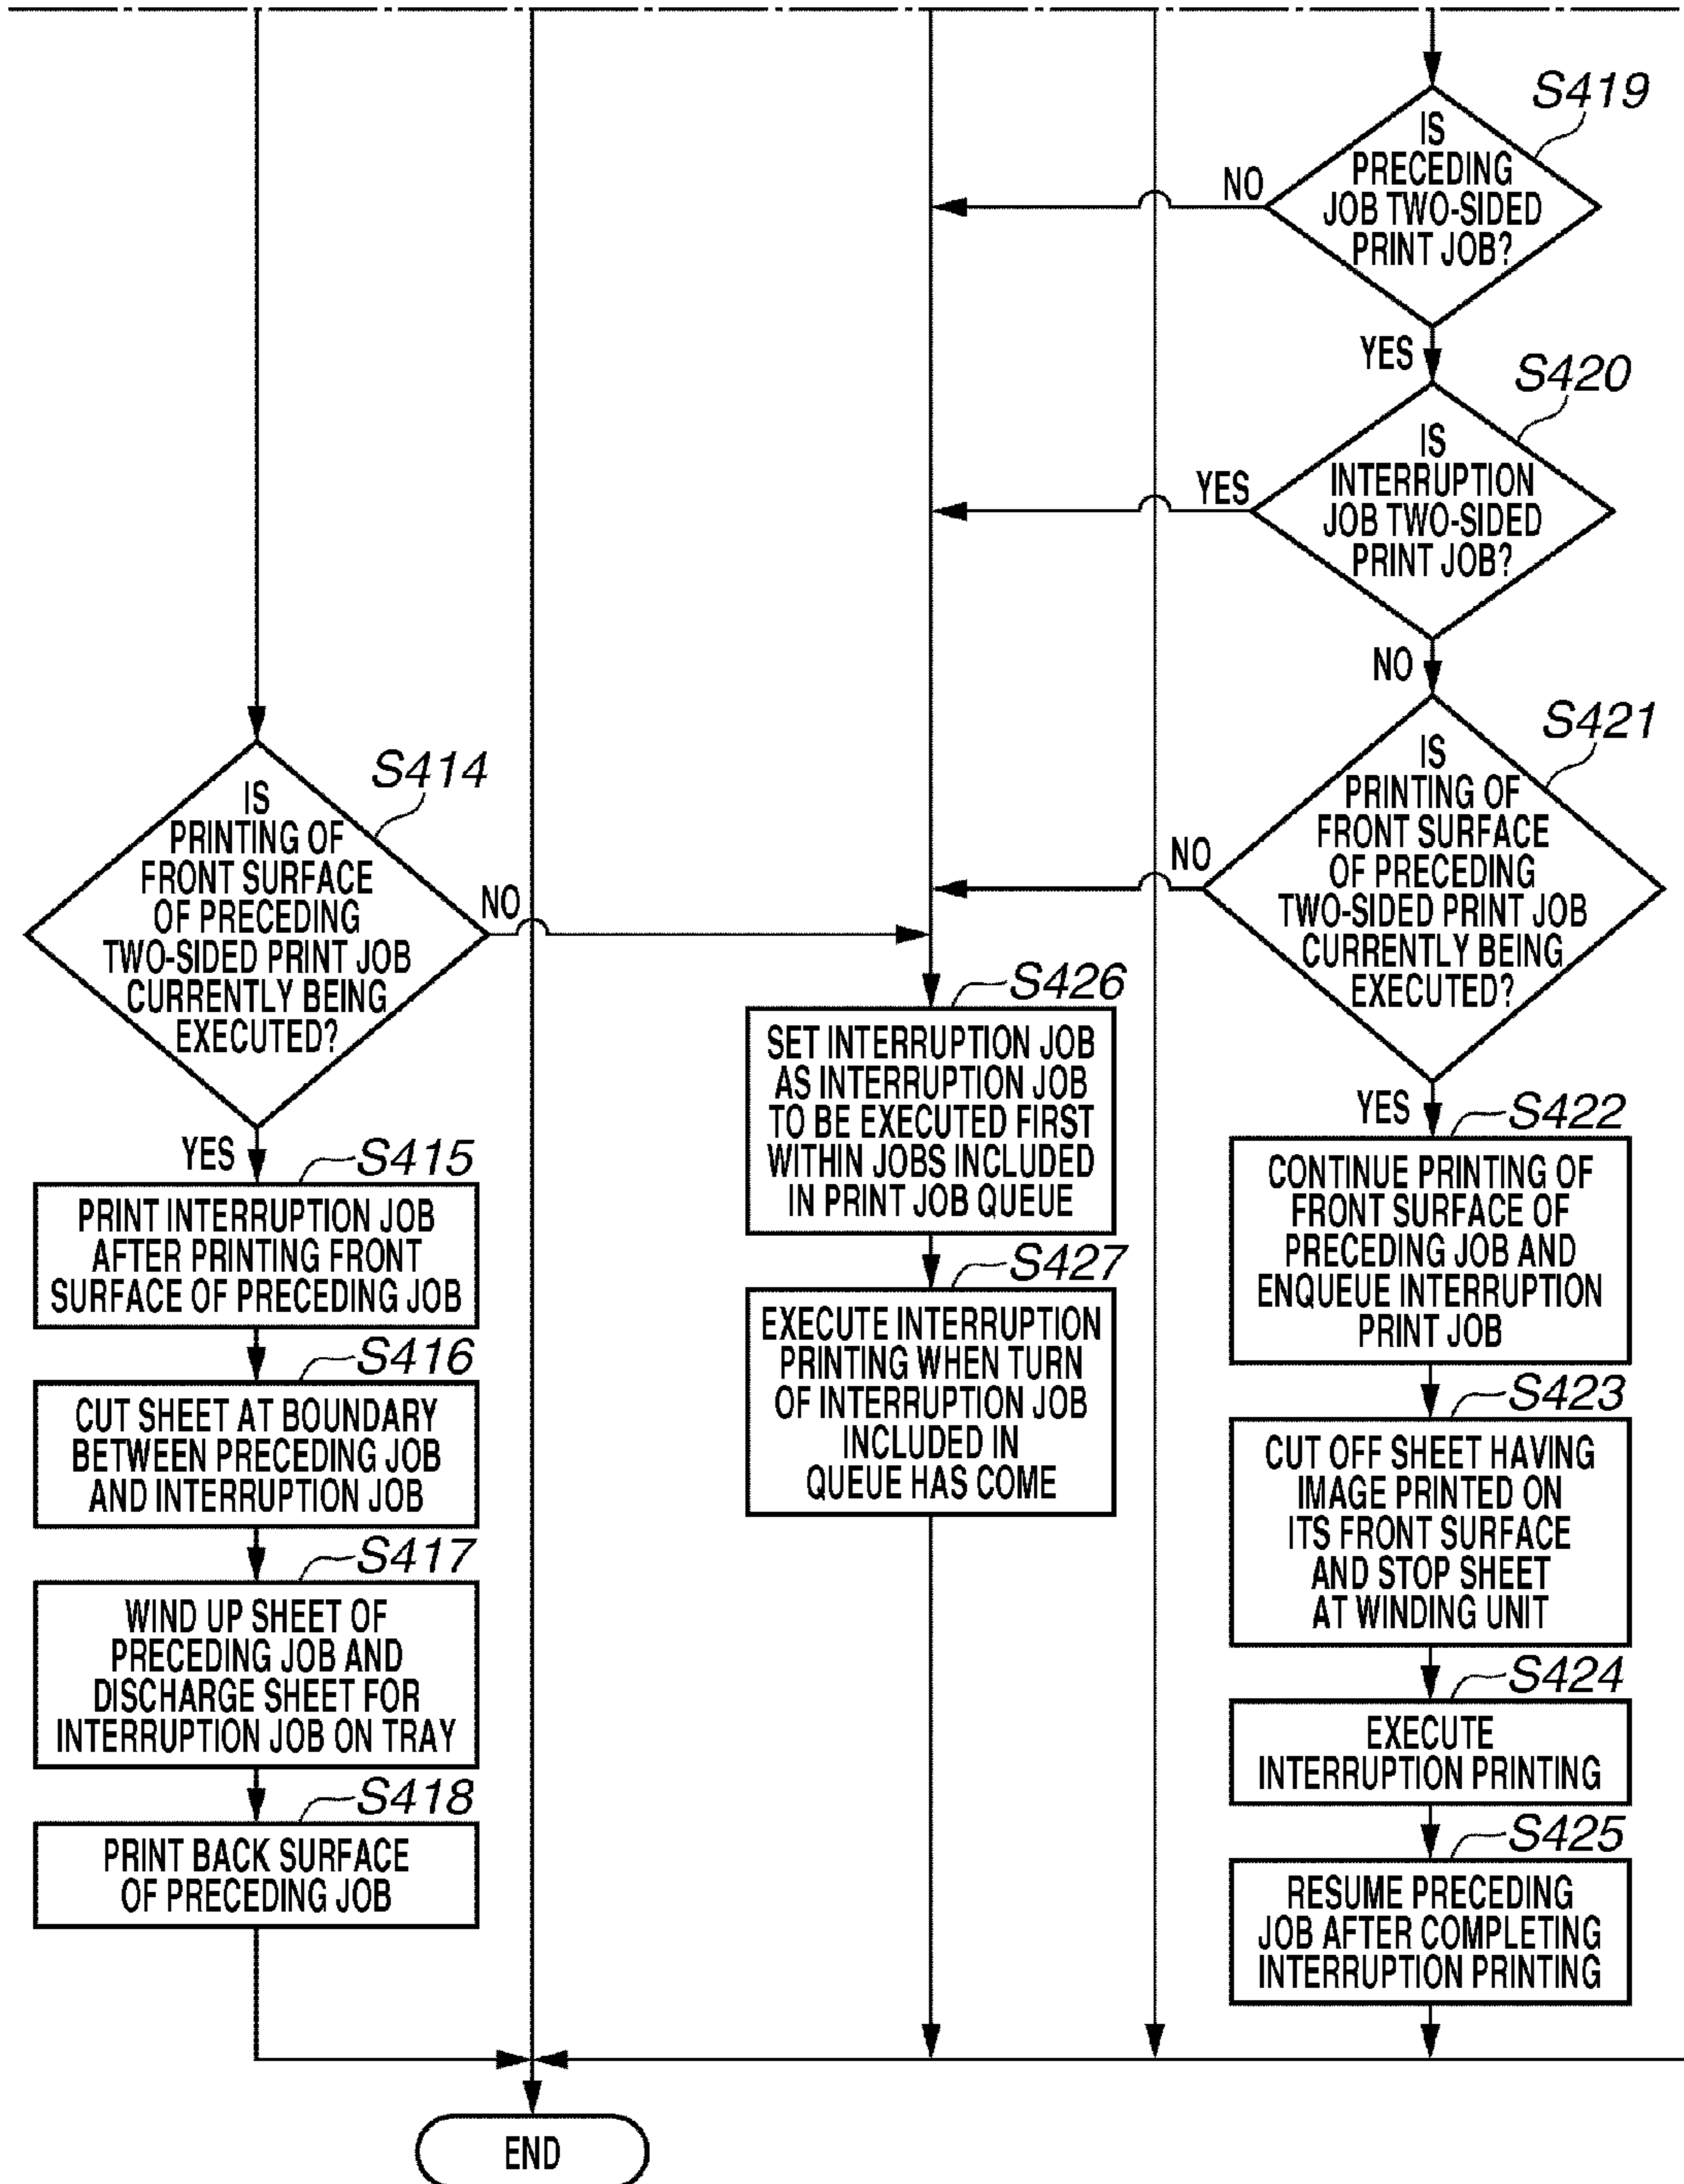 S419
IS
PRECEDING
JOB TWO-SIDED
PRINT JOB?
NO
YES
S420
IS
INTERRUPTION
JOB TWO-SIDED
PRINT JOB?
YES
NO
S421
IS
PRINTING OF
FRONT SURFACE
OF PRECEDING
TWO-SIDED PRINT JOB
CURRENTLY BEING
EXECUTED?
NO
YES
S414
IS
PRINTING OF
FRONT SURFACE
OF PRECEDING
TWO-SIDED PRINT JOB
CURRENTLY BEING
EXECUTED?
NO
YES
S415
PRINT INTERRUPTION JOB
AFTER PRINTING FRONT
SURFACE OF PRECEDING JOB
S416
CUT SHEET AT BOUNDARY
BETWEEN PRECEDING JOB
AND INTERRUPTION JOB
S417
WIND UP SHEET OF
PRECEDING JOB AND
DISCHARGE SHEET FOR
INTERRUPTION JOB ON TRAY
S418
PRINT BACK SURFACE
OF PRECEDING JOB
S426
SET INTERRUPTION JOB
AS INTERRUPTION JOB
TO BE EXECUTED FIRST
WITHIN JOBS INCLUDED
IN PRINT JOB QUEUE
S427
EXECUTE INTERRUPTION
PRINTING WHEN TURN
OF INTERRUPTION JOB
INCLUDED IN
QUEUE HAS COME
S422
CONTINUE PRINTING OF
FRONT SURFACE OF
PRECEDING JOB AND
ENQUEUE INTERRUPTION
PRINT JOB
S423
CUT OFF SHEET HAVING
IMAGE PRINTED ON
ITS FRONT SURFACE
AND STOP SHEET
AT WINDING UNIT
S424
EXECUTE
INTERRUPTION PRINTING
S425
RESUME PRECEDING
JOB AFTER COMPLETING
INTERRUPTION PRINTING
END